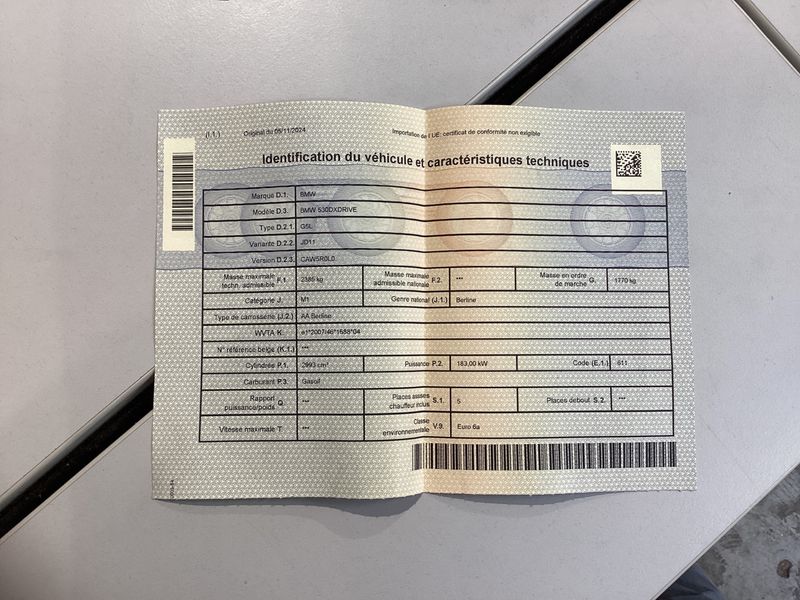 (I.1.) Original du 05/11/2024 Importation de l'UE; certificat de conformité non exigible
Identification du véhicule et caractéristiques techniques
Marque D.1. BMW
Modèle D.3. BMW 530DXDRIVE
Type D.2.1. G5L
Variante D.2.2. JD11
Version D.2.3. CAW5R0L0
Masse maximale techn. admissible F.1 2385 kg Masse maximale admissible nationale F.2. *** Masse en ordre de marche G. 1770 kg
Catégorie J. M1 Genre national (J.1.) Berline
Type de carrosserie (J.2.) AA Berline
WVTA K. e1*2007/46*1688*04
N° référence belge (K.1.) ***
Cylindrée P.1. 2993 cm³ Puissance P.2. 183,00 kW Code (E.1.) 611
Carburant P.3. Gasoil
Rapport puissance/poids Q. *** Places assises chauffeur inclus S.1. 5 Places debout S.2. ***
Vitesse maximale T. *** Classe environnementale V.9. Euro 6a